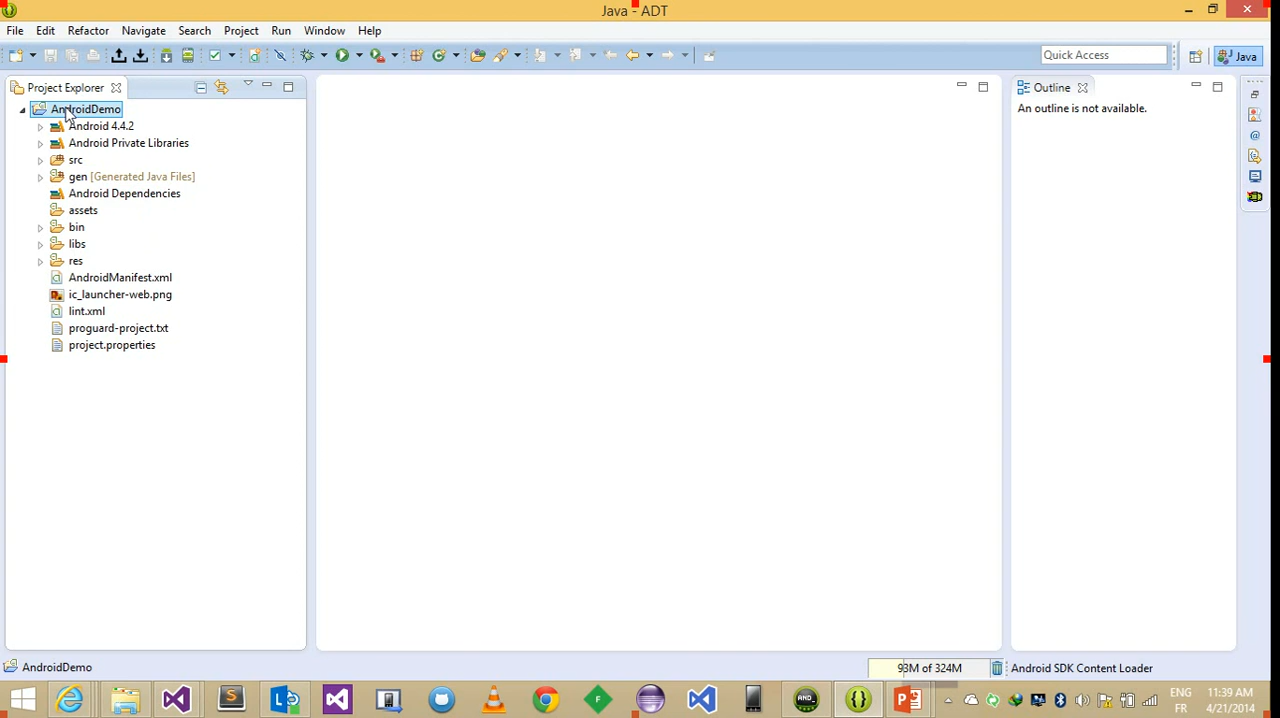 Java - ADT
File Edit Refactor Navigate Search Project Run Window Help
Quick Access
Java
Project Explorer
Outline
An outline is not available.
AndroidDemo
Android 4.4.2
Android Private Libraries
src
gen [Generated Java Files]
Android Dependencies
assets
bin
libs
res
AndroidManifest.xml
ic_launcher-web.png
lint.xml
proguard-project.txt
project.properties
AndroidDemo
93M of 324M
Android SDK Content Loader
ENG 11:39 AM
FR 4/21/2014